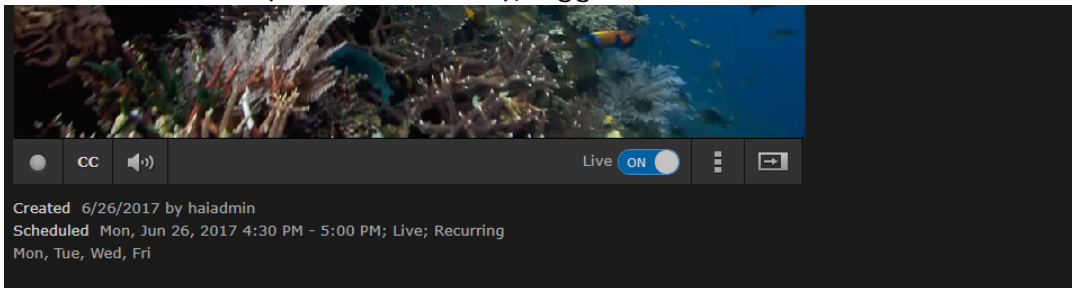 CC
Live ON
Created 6/26/2017 by haiadmin
Scheduled Mon, Jun 26, 2017 4:30 PM - 5:00 PM; Live; Recurring
Mon, Tue, Wed, Fri